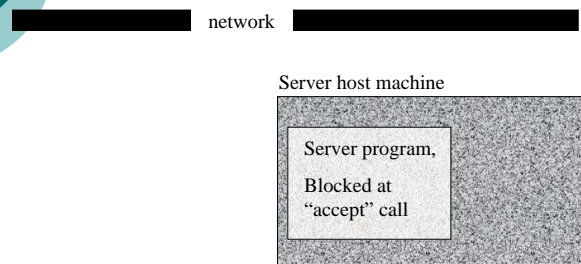 network
Server host machine
Server program,
Blocked at
“accept” call